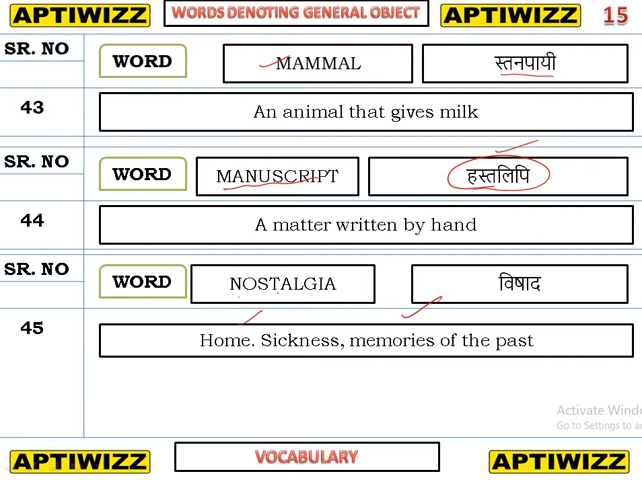 APTIWIZZ WORDS DENOTING GENERAL OBJECT APTIWIZZ 15
SR. NO WORD MAMMAL स्तनपायी
43 An animal that gives milk
SR. NO WORD MANUSCRIPT हस्तलिपि
44 A matter written by hand
SR. NO WORD NOSTALGIA विषाद
45 Home. Sickness, memories of the past
Activate Windo
Go to Settings to a
APTIWIZZ VOCABULARY APTIWIZZ